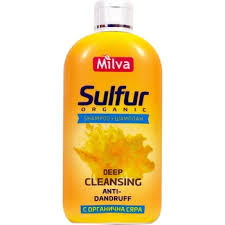 Milva
Sulfur
ORGANIC
SHAMPOO • ШАМПОАН
DEEP
CLEANSING
ANTI-
DANDRUFF
С ОРГАНИЧНА СЯРА